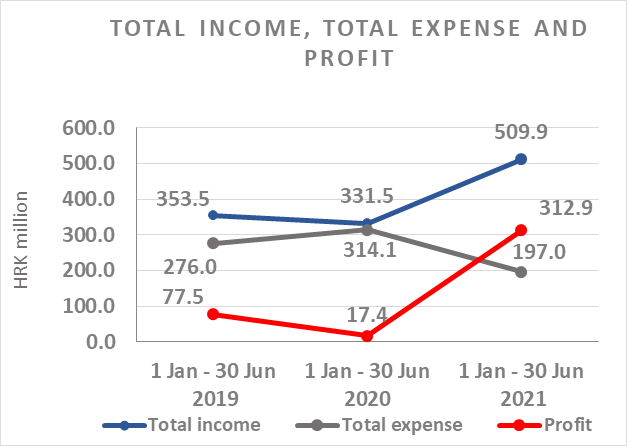 TOTAL INCOME, TOTAL EXPENSE AND
PROFIT
HRK million
600.0
500.0
400.0
300.0
200.0
100.0
0.0
353.5
331.5
509.9
276.0
314.1
197.0
77.5
17.4
312.9
1 Jan - 30 Jun
2019
1 Jan - 30 Jun
2020
1 Jan - 30 Jun
2021
Total income
Total expense
Profit